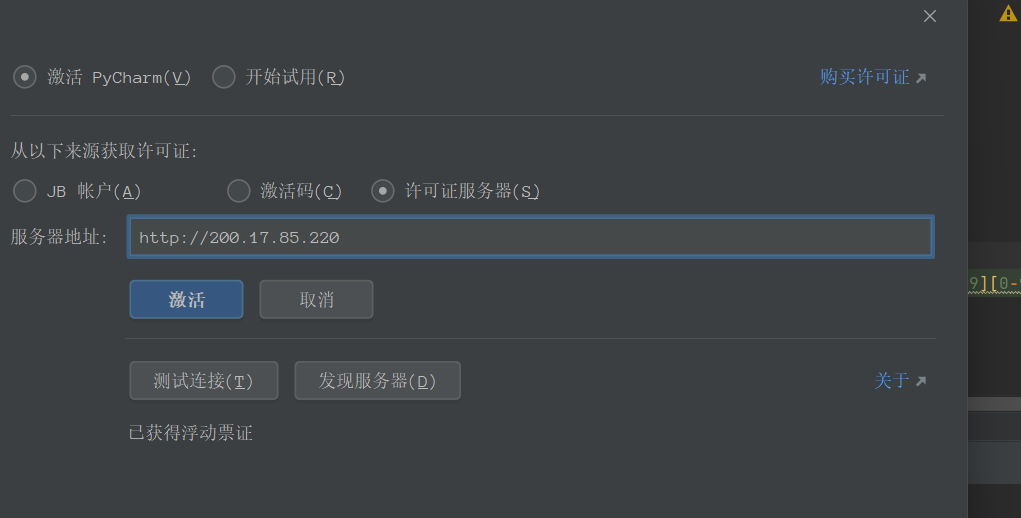 激活 PyCharm(V) 开始试用(R) 购买许可证
从以下来源获取许可证:
JB 帐户(A) 激活码(C) 许可证服务器(S)
服务器地址: http://200.17.85.220
激活 取消
9][0-
测试连接(T) 发现服务器(D) 关于
已获得浮动票证